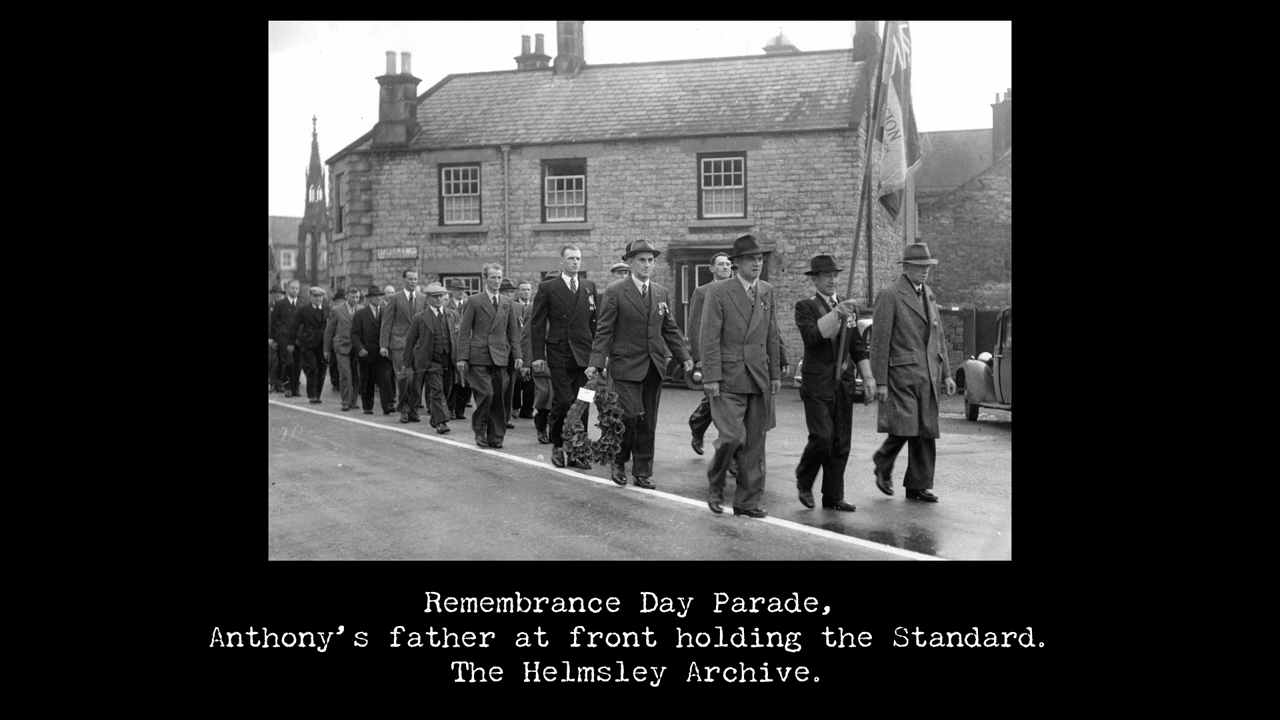 Remembrance Day Parade,
Anthony's father at front holding the Standard.
The Helmsley Archive.